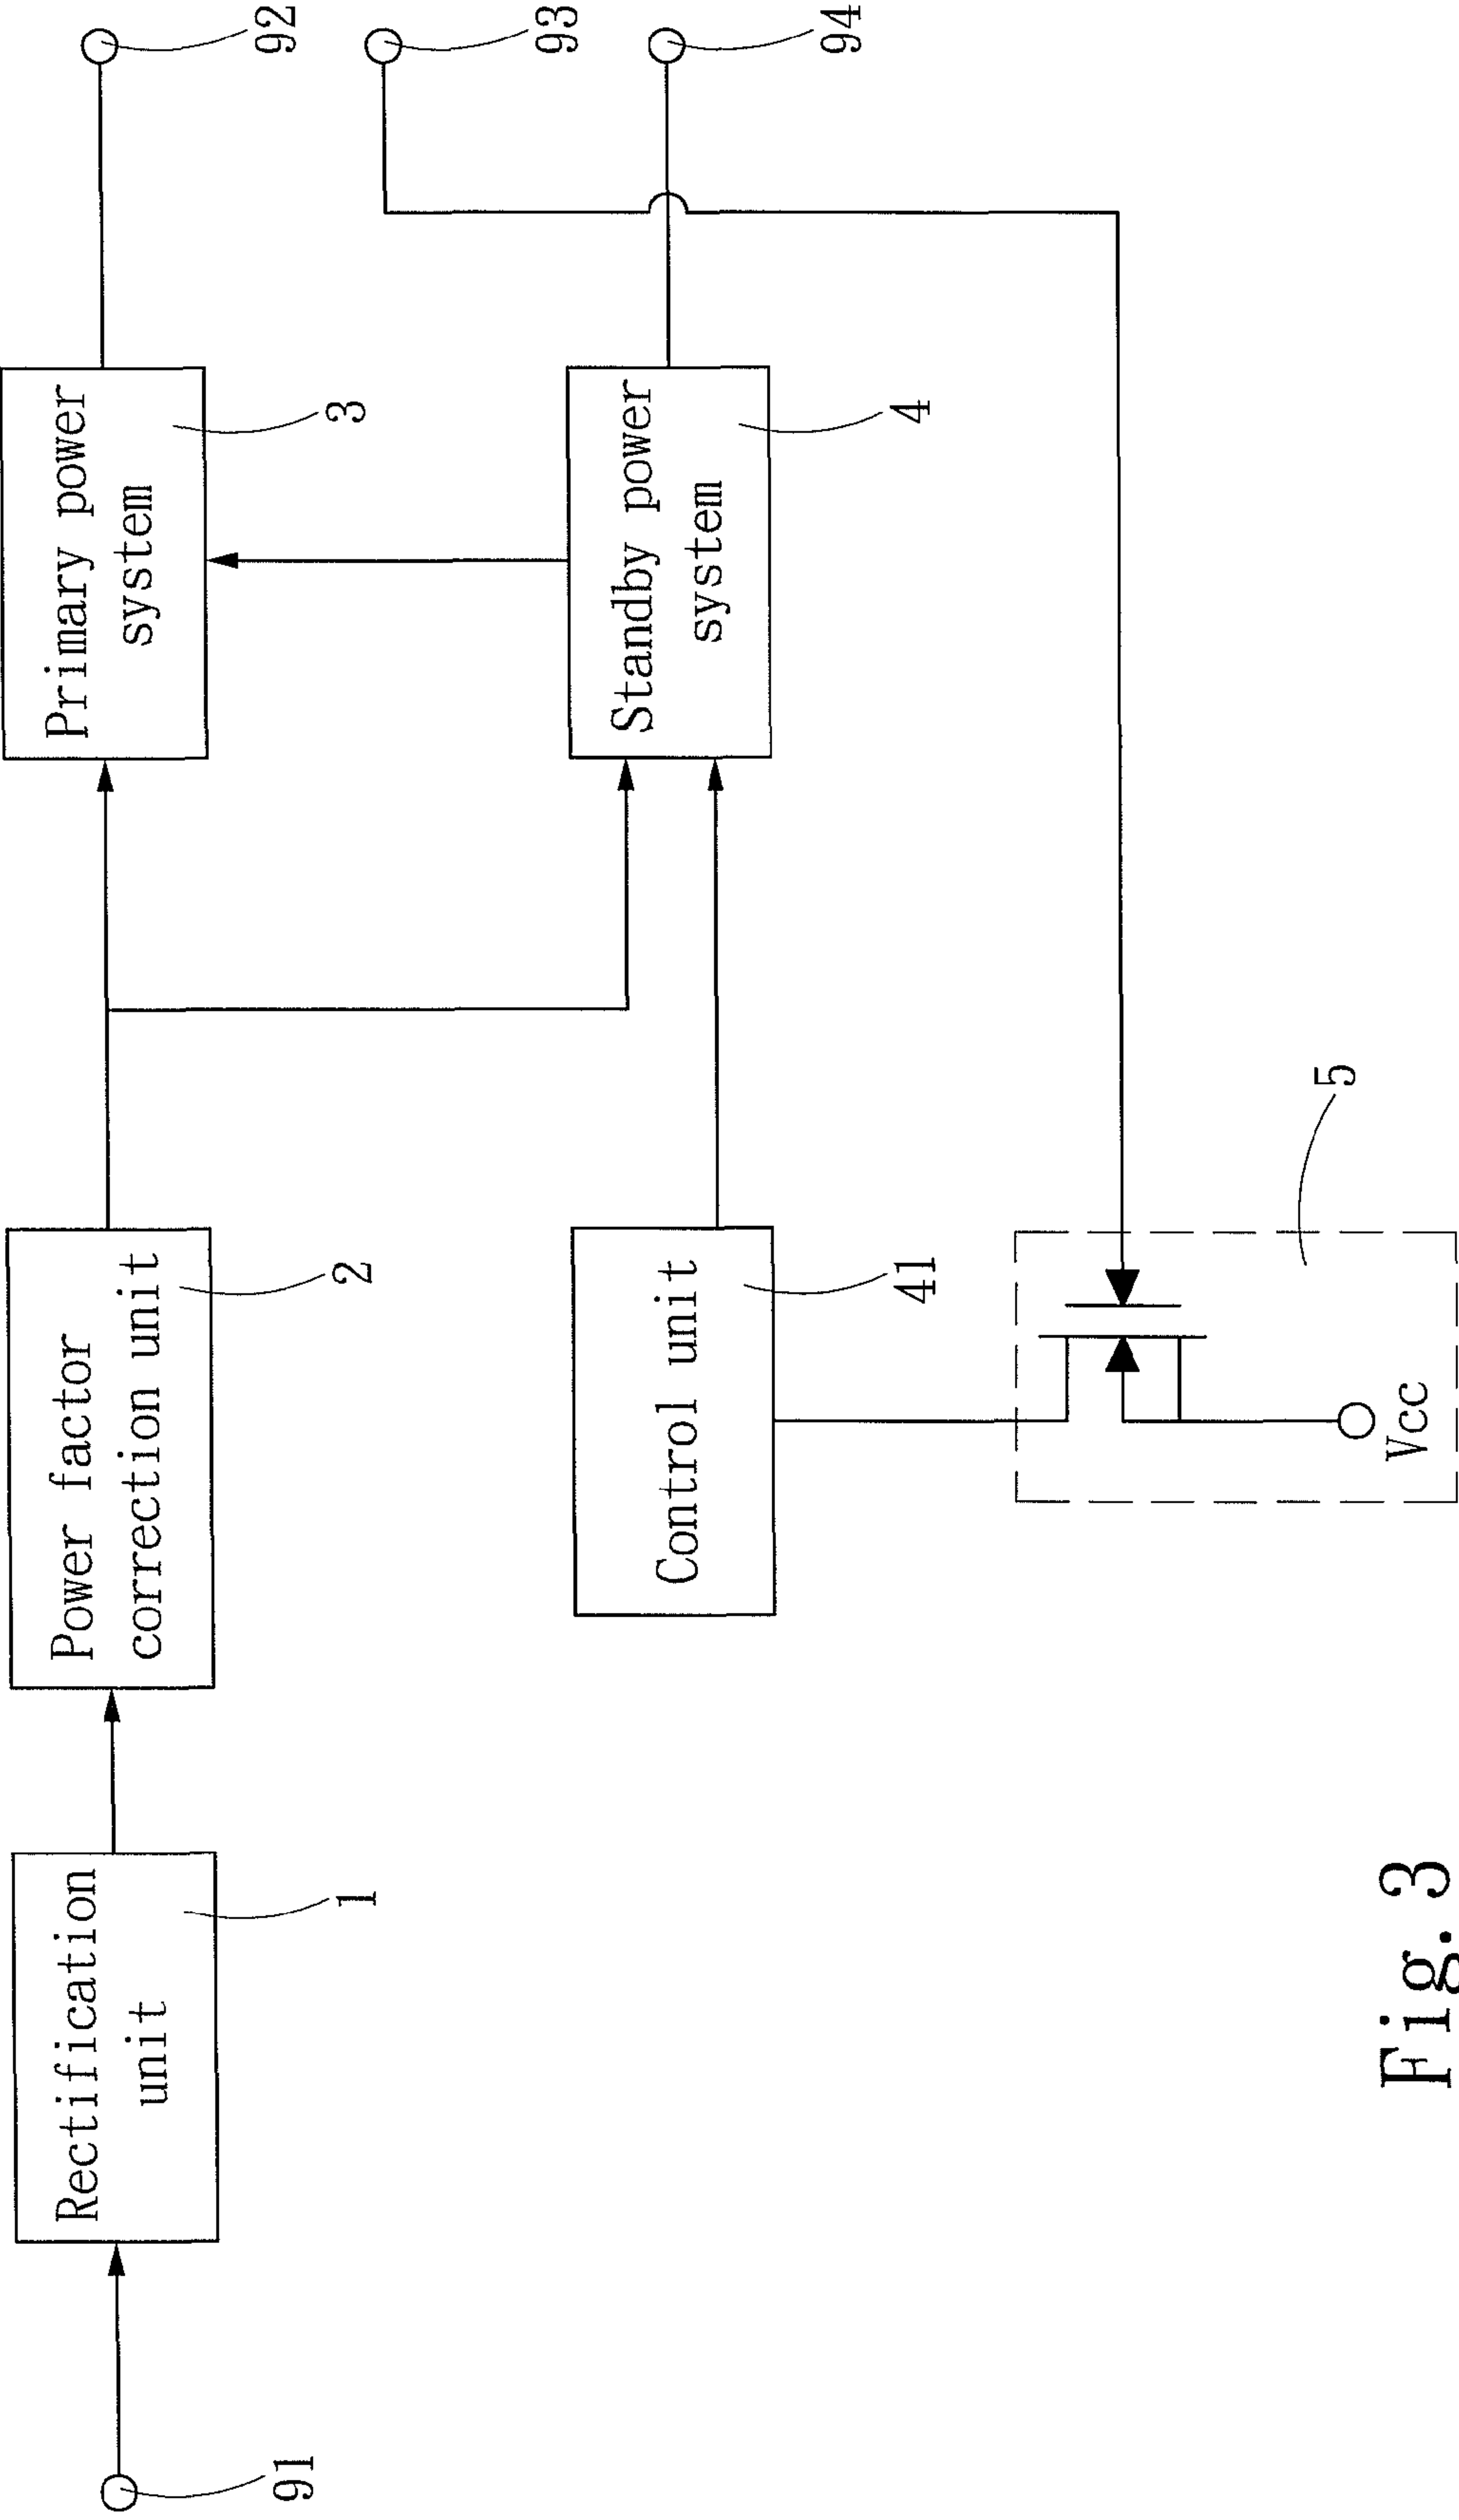 91
Rectification
unit
1
Power factor
correction unit
2
Primary power
system
3
92
93
Control unit
41
Standby power
system
4
94
5
Vcc
Fig. 3